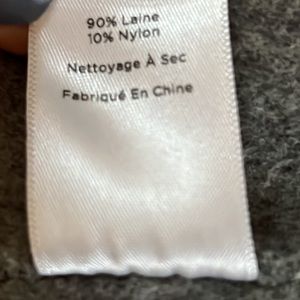 90% Laine
10% Nylon
Nettoyage À Sec
Fabriqué En Chine